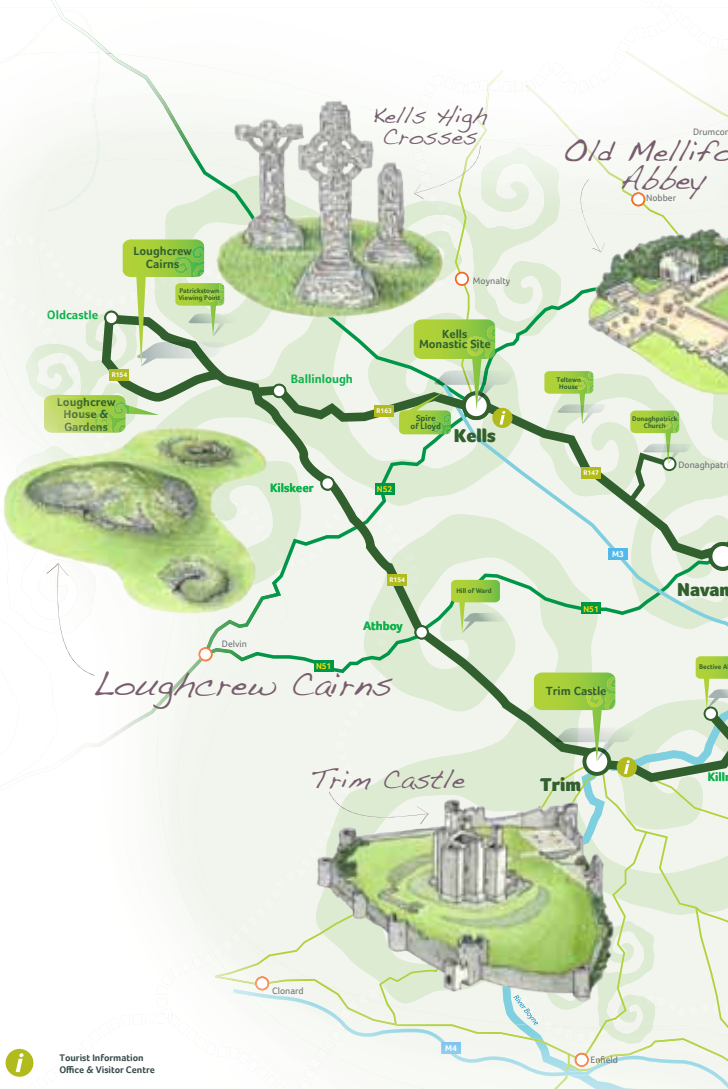 Kells High
Crosses
Drumcon
Old Mellifo
Abbey
Nobber
Loughcrew
Cairns
Patrickstown
Viewing Point
Moynalty
Oldcastle
Kells
Monastic Site
R154
Ballinlough
Teltown
House
Loughcrew
House &
Gardens
R163
Spire
of Lloyd
i
Kells
Donaghpatrick
Church
Donaghpatri
R147
Kilskeer
N52
M3
R154
Navan
Hill of Ward
N51
Athboy
Delvin
N51
Bective Ab
Loughcrew Cairns
Trim Castle
i
Trim
Killm
Trim Castle
Clonard
River Boyne
M4
Enfield
i
Tourist Information
Office & Visitor Centre